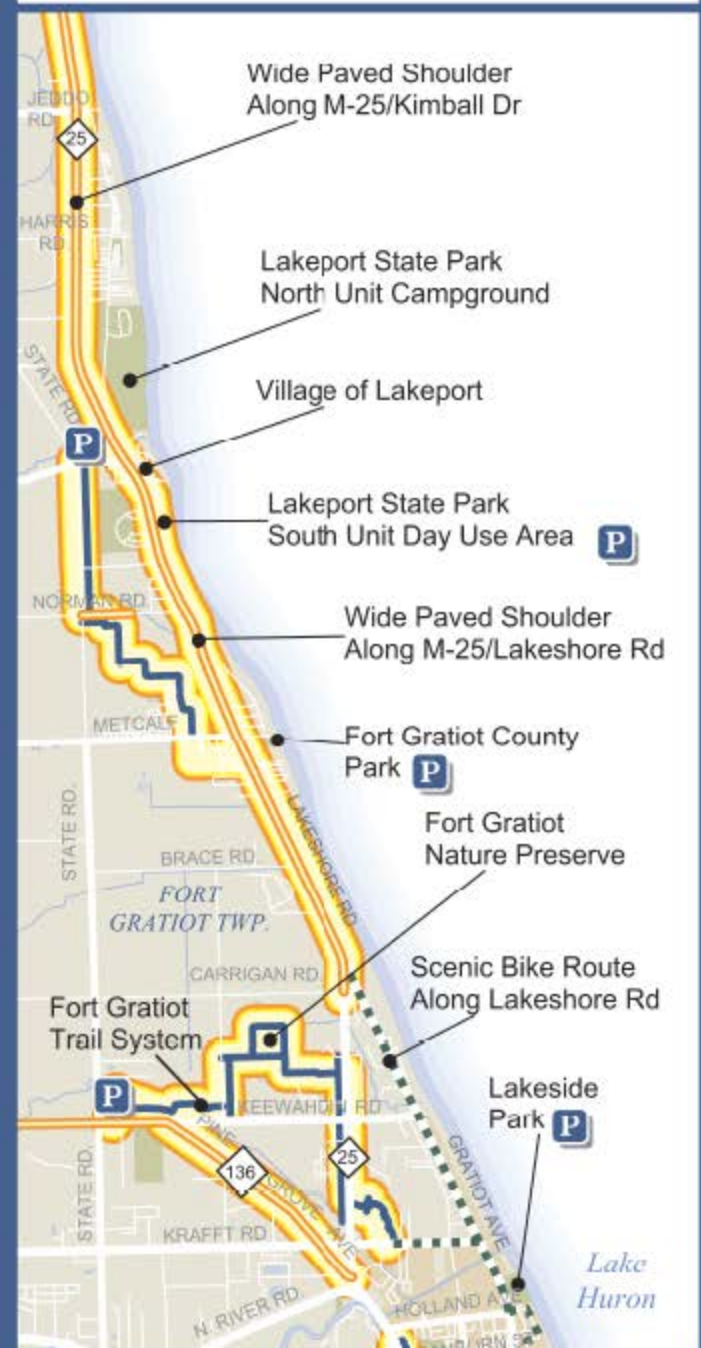 Wide Paved Shoulder
Along M-25/Kimball Dr
JEDDO
RD.
25
HARRIS
RD.
Lakeport State Park
North Unit Campground
STATE RD.
Village of Lakeport
P
Lakeport State Park
South Unit Day Use Area P
NORMAN RD.
Wide Paved Shoulder
Along M-25/Lakeshore Rd
METCALF
Fort Gratiot County
Park P
STATE RD.
LAKESHORE RD.
Fort Gratiot
Nature Preserve
BRACE RD.
FORT
GRATIOT TWP.
CARRIGAN RD.
Scenic Bike Route
Along Lakeshore Rd
Fort Gratiot
Trail System
P
Lakeside
Park P
KEEWAHDIN RD
PINE GROVE AVE
25
136
GRATIOT AVE
STATE RD.
KRAFFT RD
Lake
Huron
N. RIVER RD.
HOLLAND AVE